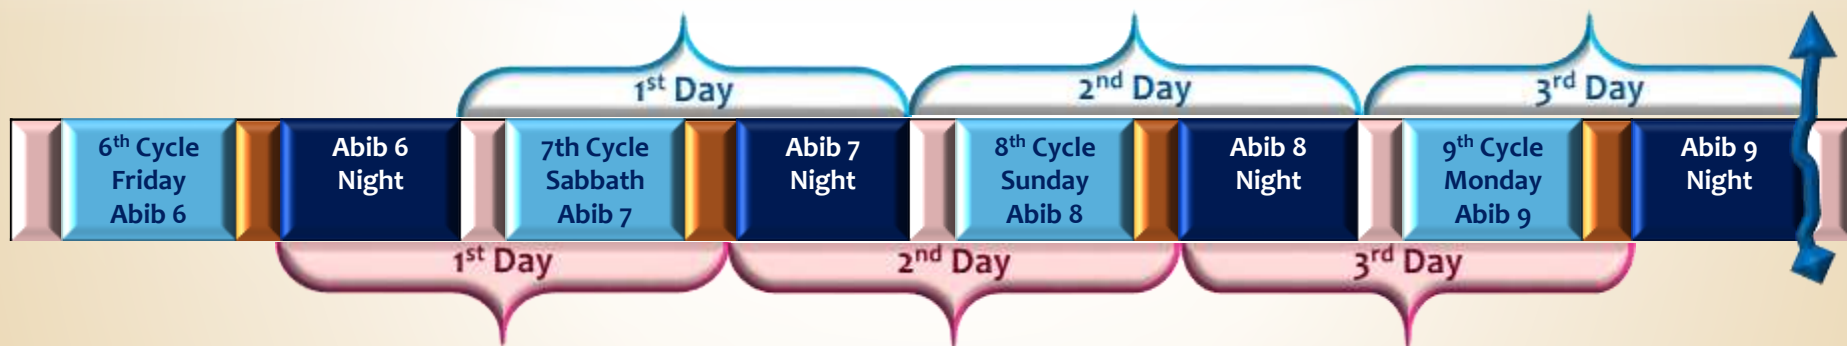 1st Day
2nd Day
3rd Day
6th Cycle
Friday
Abib 6
Abib 6
Night
7th Cycle
Sabbath
Abib 7
Abib 7
Night
8th Cycle
Sunday
Abib 8
Abib 8
Night
9th Cycle
Monday
Abib 9
Abib 9
Night
1st Day
2nd Day
3rd Day